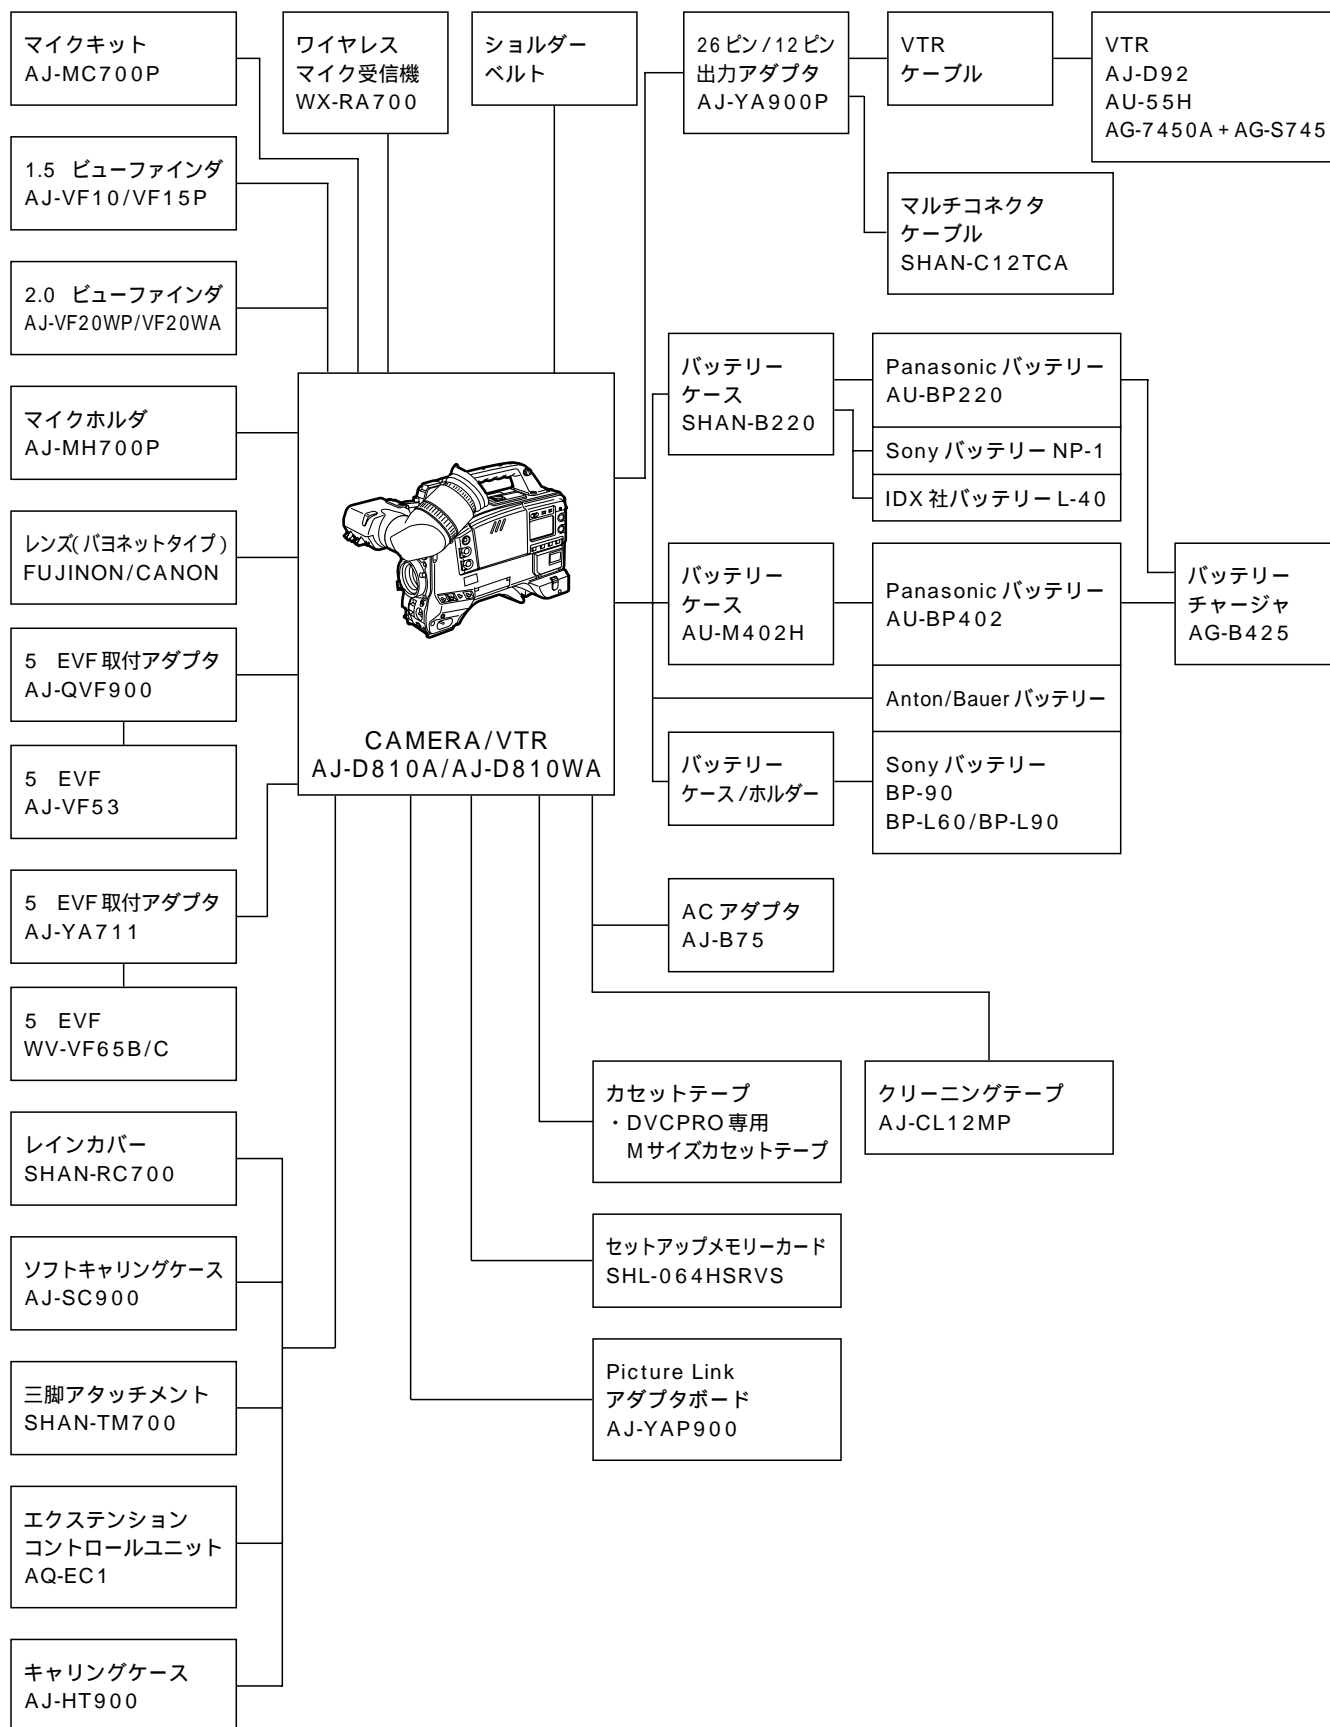 マイクキット
AJ-MC700P
ワイヤレス
マイク受信機
WX-RA700
ショルダー
ベルト
26ピン/12ピン
出力アダプタ
AJ-YA900P
VTR
ケーブル
VTR
AJ-D92
AU-55H
AG-7450A + AG-S745
1.5 ビューファインダ
AJ-VF10/VF15P
マルチコネクタ
ケーブル
SHAN-C12TCA
2.0 ビューファインダ
AJ-VF20WP/VF20WA
バッテリー
ケース
SHAN-B220
Panasonic バッテリー
AU-BP220
Sony バッテリー NP-1
IDX 社バッテリー L-40
マイクホルダ
AJ-MH700P
レンズ(バヨネットタイプ)
FUJINON/CANON
バッテリー
ケース
AU-M402H
Panasonic バッテリー
AU-BP402
バッテリー
チャージャ
AG-B425
5 EVF取付アダプタ
AJ-QVF900
Anton/Bauer バッテリー
CAMERA/VTR
AJ-D810A/AJ-D810WA
バッテリー
ケース/ホルダー
Sony バッテリー
BP-90
BP-L60/BP-L90
5 EVF
AJ-VF53
5 EVF取付アダプタ
AJ-YA711
AC アダプタ
AJ-B75
5 EVF
WV-VF65B/C
カセットテープ
・DVCPRO専用
Mサイズカセットテープ
クリーニングテープ
AJ-CL12MP
レインカバー
SHAN-RC700
ソフトキャリングケース
AJ-SC900
セットアップメモリーカード
SHL-064HSRVS
三脚アタッチメント
SHAN-TM700
Picture Link
アダプタボード
AJ-YAP900
エクステンション
コントロールユニット
AQ-EC1
キャリングケース
AJ-HT900